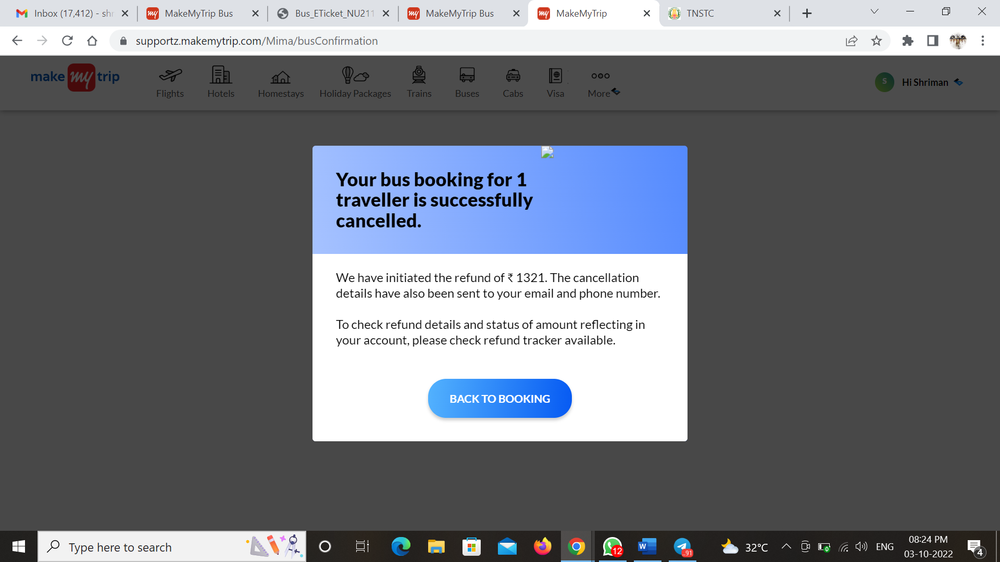 Inbox (17,412) - shr
MakeMyTrip Bus
Bus_ETicket_NU211
MakeMyTrip Bus
MakeMyTrip
TNSTC
supportz.makemytrip.com/Mima/busConfirmation
make my trip
Flights
Hotels
Homestays
Holiday Packages
Trains
Buses
Cabs
Visa
More
S
Hi Shriman
Your bus booking for 1
traveller is successfully
cancelled.
We have initiated the refund of ₹ 1321. The cancellation
details have also been sent to your email and phone number.
To check refund details and status of amount reflecting in
your account, please check refund tracker available.
BACK TO BOOKING
Type here to search
12
W
..91
32°C
ENG
08:24 PM
03-10-2022
4